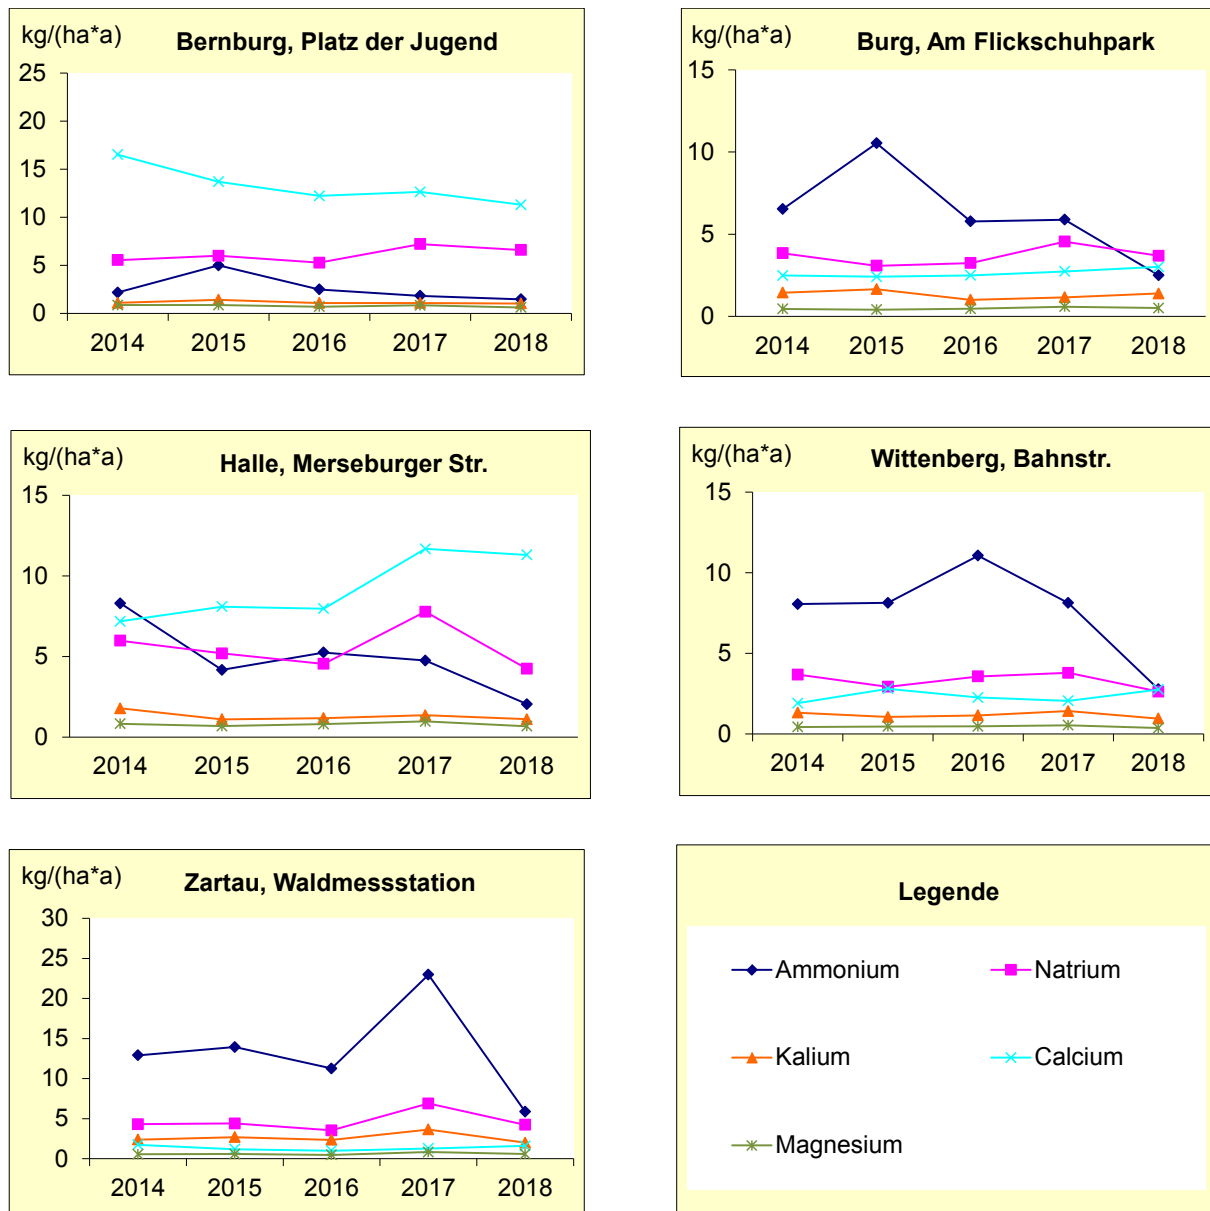 kg/(ha*a)
Bernburg, Platz der Jugend
25
20
15
10
5
0
2014 2015 2016 2017 2018
kg/(ha*a)
Burg, Am Flickschuhpark
15
10
5
0
2014 2015 2016 2017 2018
kg/(ha*a)
Halle, Merseburger Str.
15
10
5
0
2014 2015 2016 2017 2018
kg/(ha*a)
Wittenberg, Bahnstr.
15
10
5
0
2014 2015 2016 2017 2018
kg/(ha*a)
Zartau, Waldmessstation
30
25
20
15
10
5
0
2014 2015 2016 2017 2018
Legende
Ammonium Natrium
Kalium Calcium
Magnesium